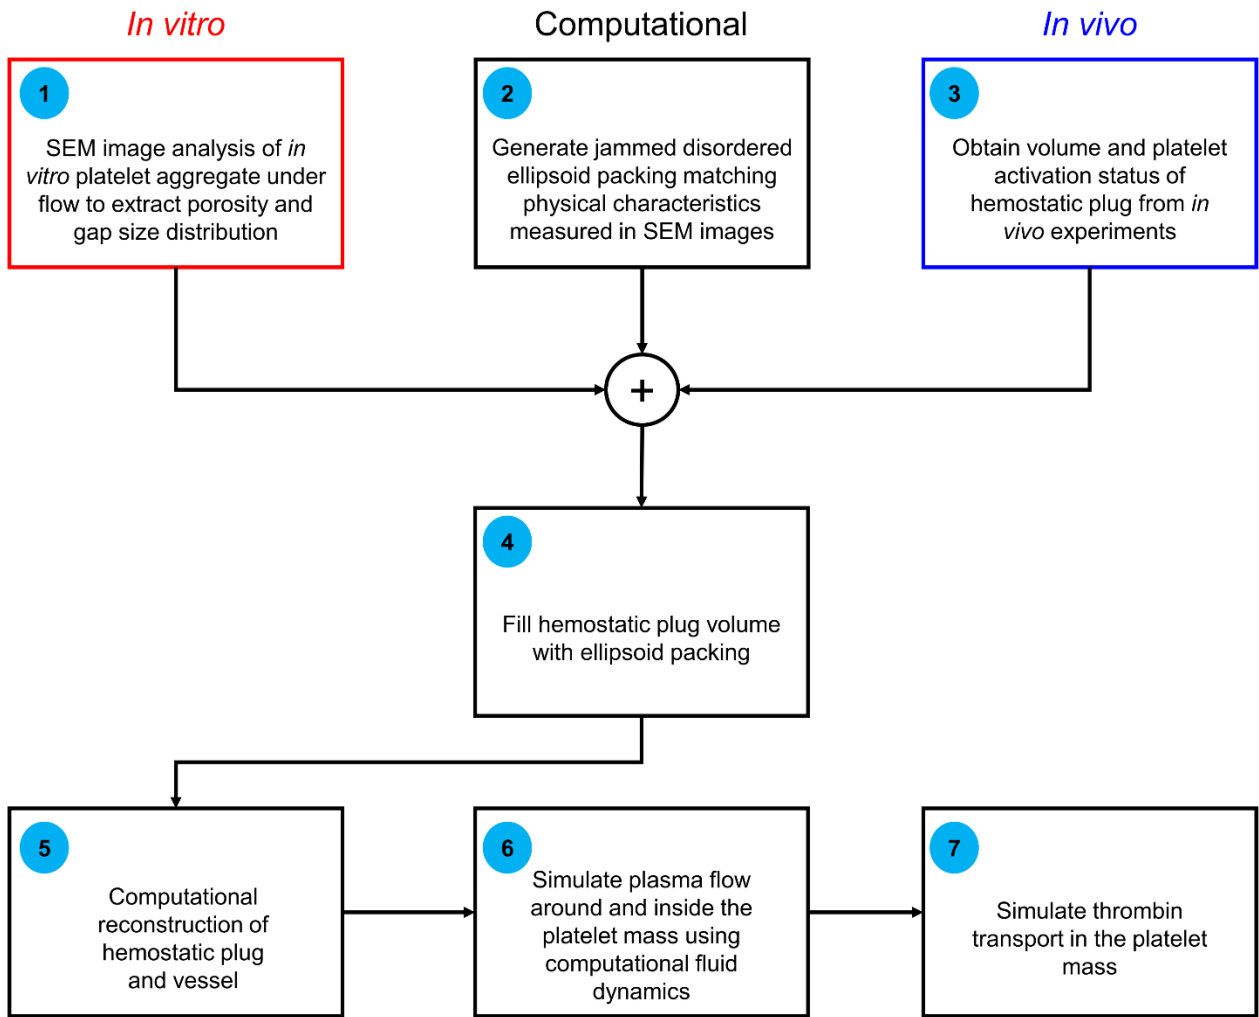 In vitro
Computational
In vivo
1
SEM image analysis of in
vitro platelet aggregate under
flow to extract porosity and
gap size distribution
2
Generate jammed disordered
ellipsoid packing matching
physical characteristics
measured in SEM images
3
Obtain volume and platelet
activation status of
hemostatic plug from in
vivo experiments
+
4
Fill hemostatic plug volume
with ellipsoid packing
5
Computational
reconstruction of
hemostatic plug
and vessel
6
Simulate plasma flow
around and inside the
platelet mass using
computational fluid
dynamics
7
Simulate thrombin
transport in the platelet
mass